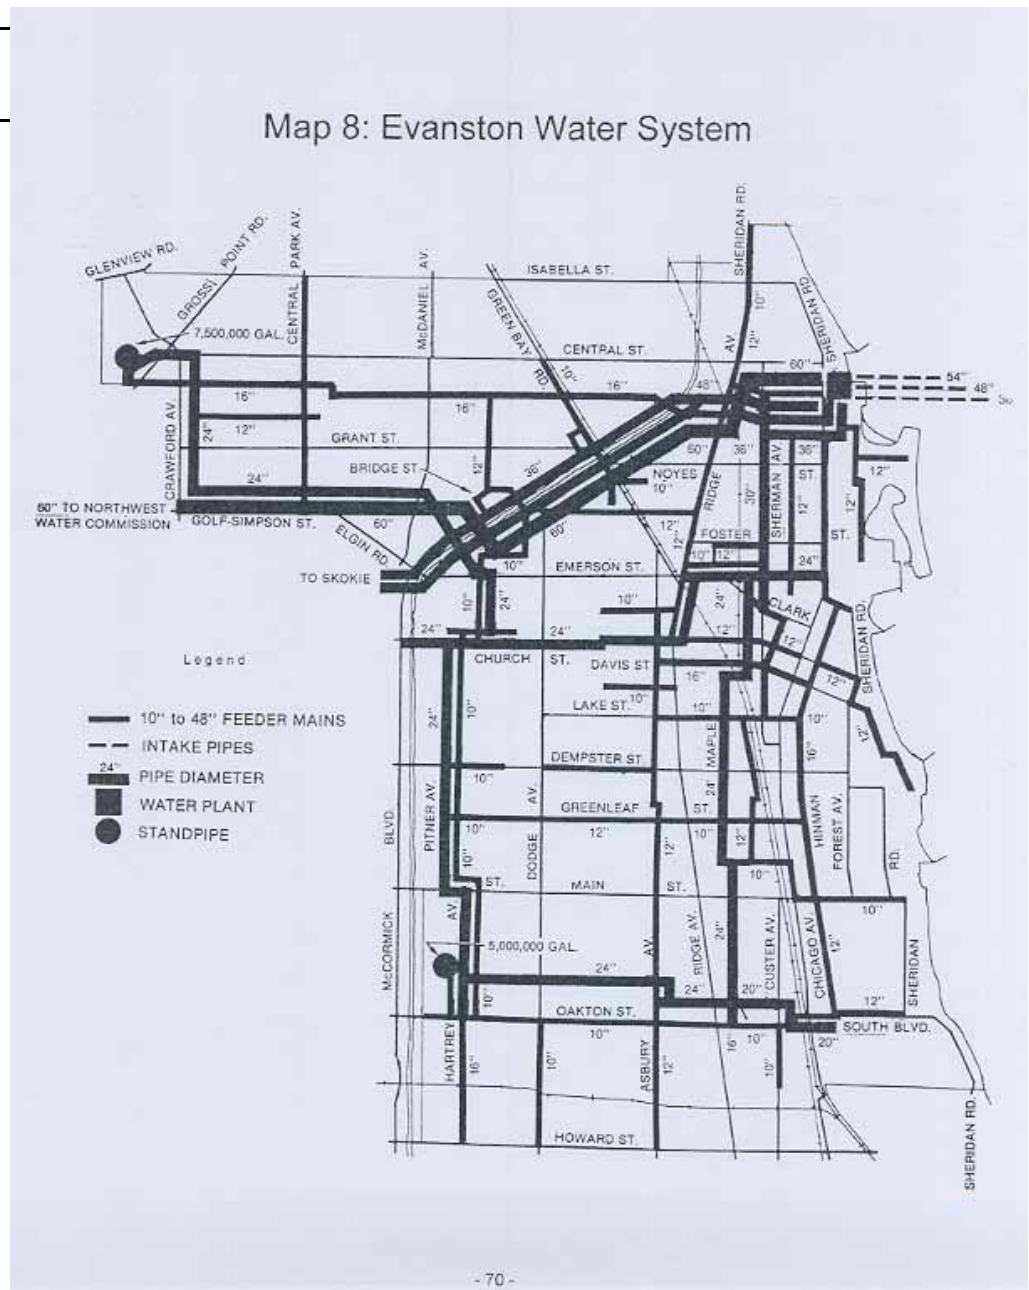 Map 8: Evanston Water System
SHERIDAN RD.
GLENVIEW RD.
GROSSI POINT RD.
CENTRAL PARK AV.
McDANIEL AV.
GREEN BAY RD.
ISABELLA ST.
10"
12"
AV.
SHERIDAN RD.
7,500,000 GAL.
CENTRAL ST.
60"
54"
48"
10"
16"
16"
16"
48"
CRAWFORD AV.
24"
12"
GRANT ST.
BRIDGE ST.
12"
36"
60"
36"
36"
NOYES
10"
RIDGE
30"
SHERMAN AV.
ST.
12"
12"
12"
24"
60" TO NORTHWEST
WATER COMMISSION
GOLF-SIMPSON ST.
60"
60"
12"
12"
FOSTER
ST.
ELGIN RD.
10"
10"
12"
24"
TO SKOKIE
EMERSON ST.
10"
24"
10"
24"
CLARK
24"
24"
12"
12"
CHURCH ST.
DAVIS ST
16"
12"
SHERIDAN RD.
10"
LAKE ST.
10"
10"
12"
Legend
10" to 48" FEEDER MAINS
INTAKE PIPES
24"
PIPE DIAMETER
WATER PLANT
STANDPIPE
24"
10"
MAPLE
16"
DEMPSTER ST.
10"
24'
BLVD.
PITNER AV.
DODGE AV.
GREENLEAF ST.
10"
12"
10"
12"
12"
HINMAN
FOREST AV.
RD.
10"
10"
ST.
MAIN ST.
10"
McCORMICK
AV.
5,000,000 GAL.
AV.
RIDGE AV.
24"
CUSTER AV.
CHICAGO AV.
12"
SHERIDAN
24"
24"
20"
10"
12"
OAKTON ST.
SOUTH BLVD.
HARTREY
16"
10"
10"
ASBURY
12"
16"
10"
10"
20"
HOWARD ST.
SHERIDAN RD.
- 70 -